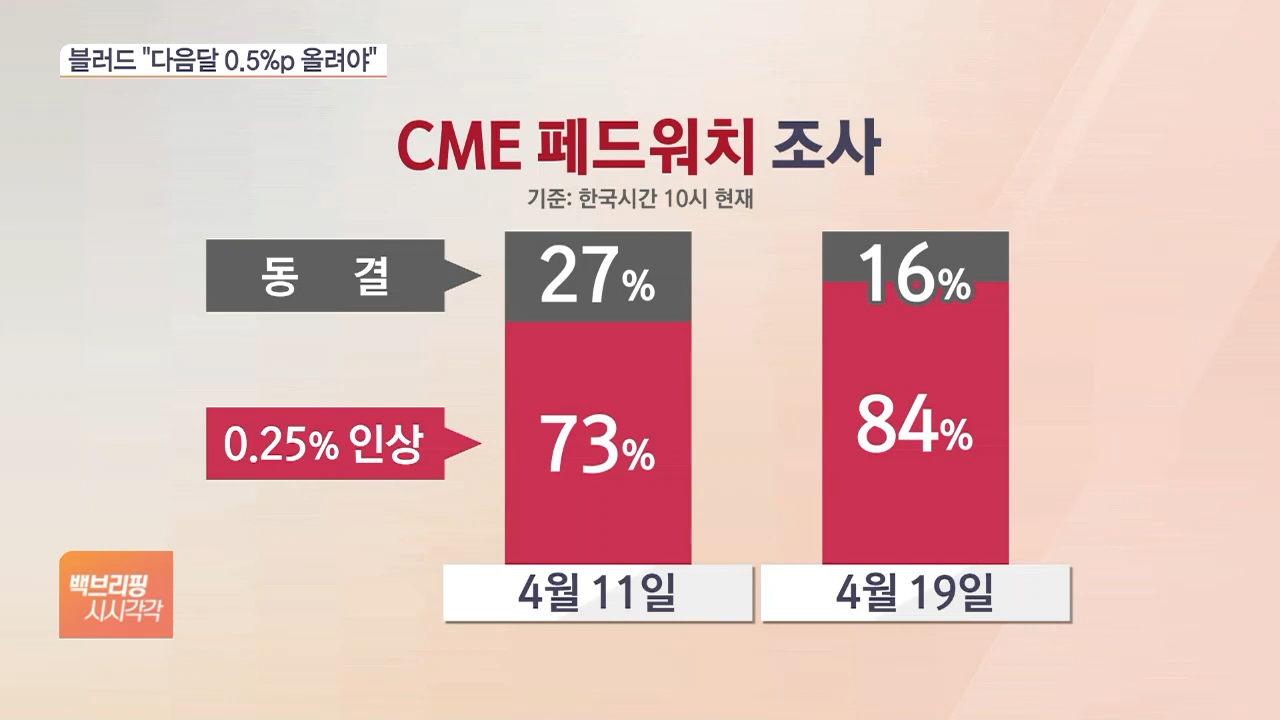 블러드 "다음달 0.5%p 올려야"
CME 페드워치 조사
기준: 한국시간 10시 현재
동 결
27%
16%
0.25% 인상
73%
84%
4월 11일
4월 19일
백브리핑
시시각각